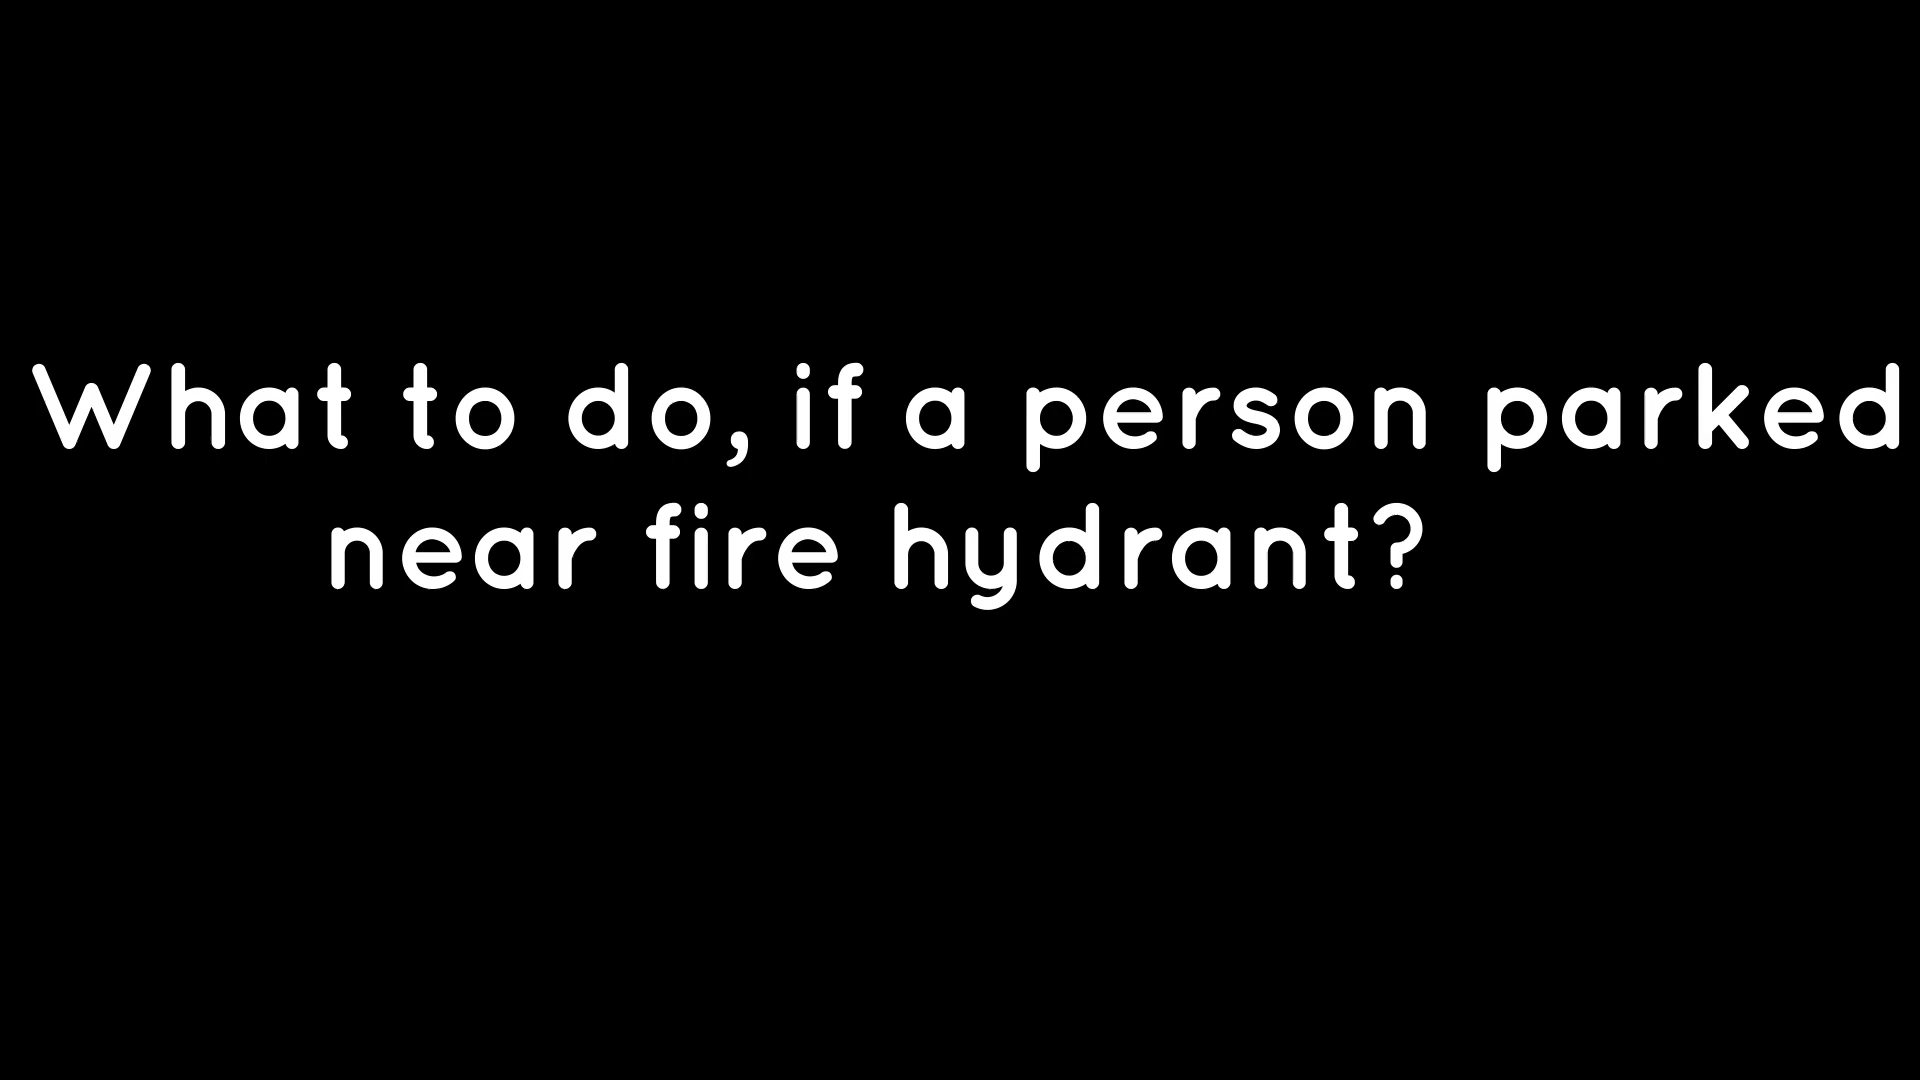 What to do, if a person parked
near fire hydrant?